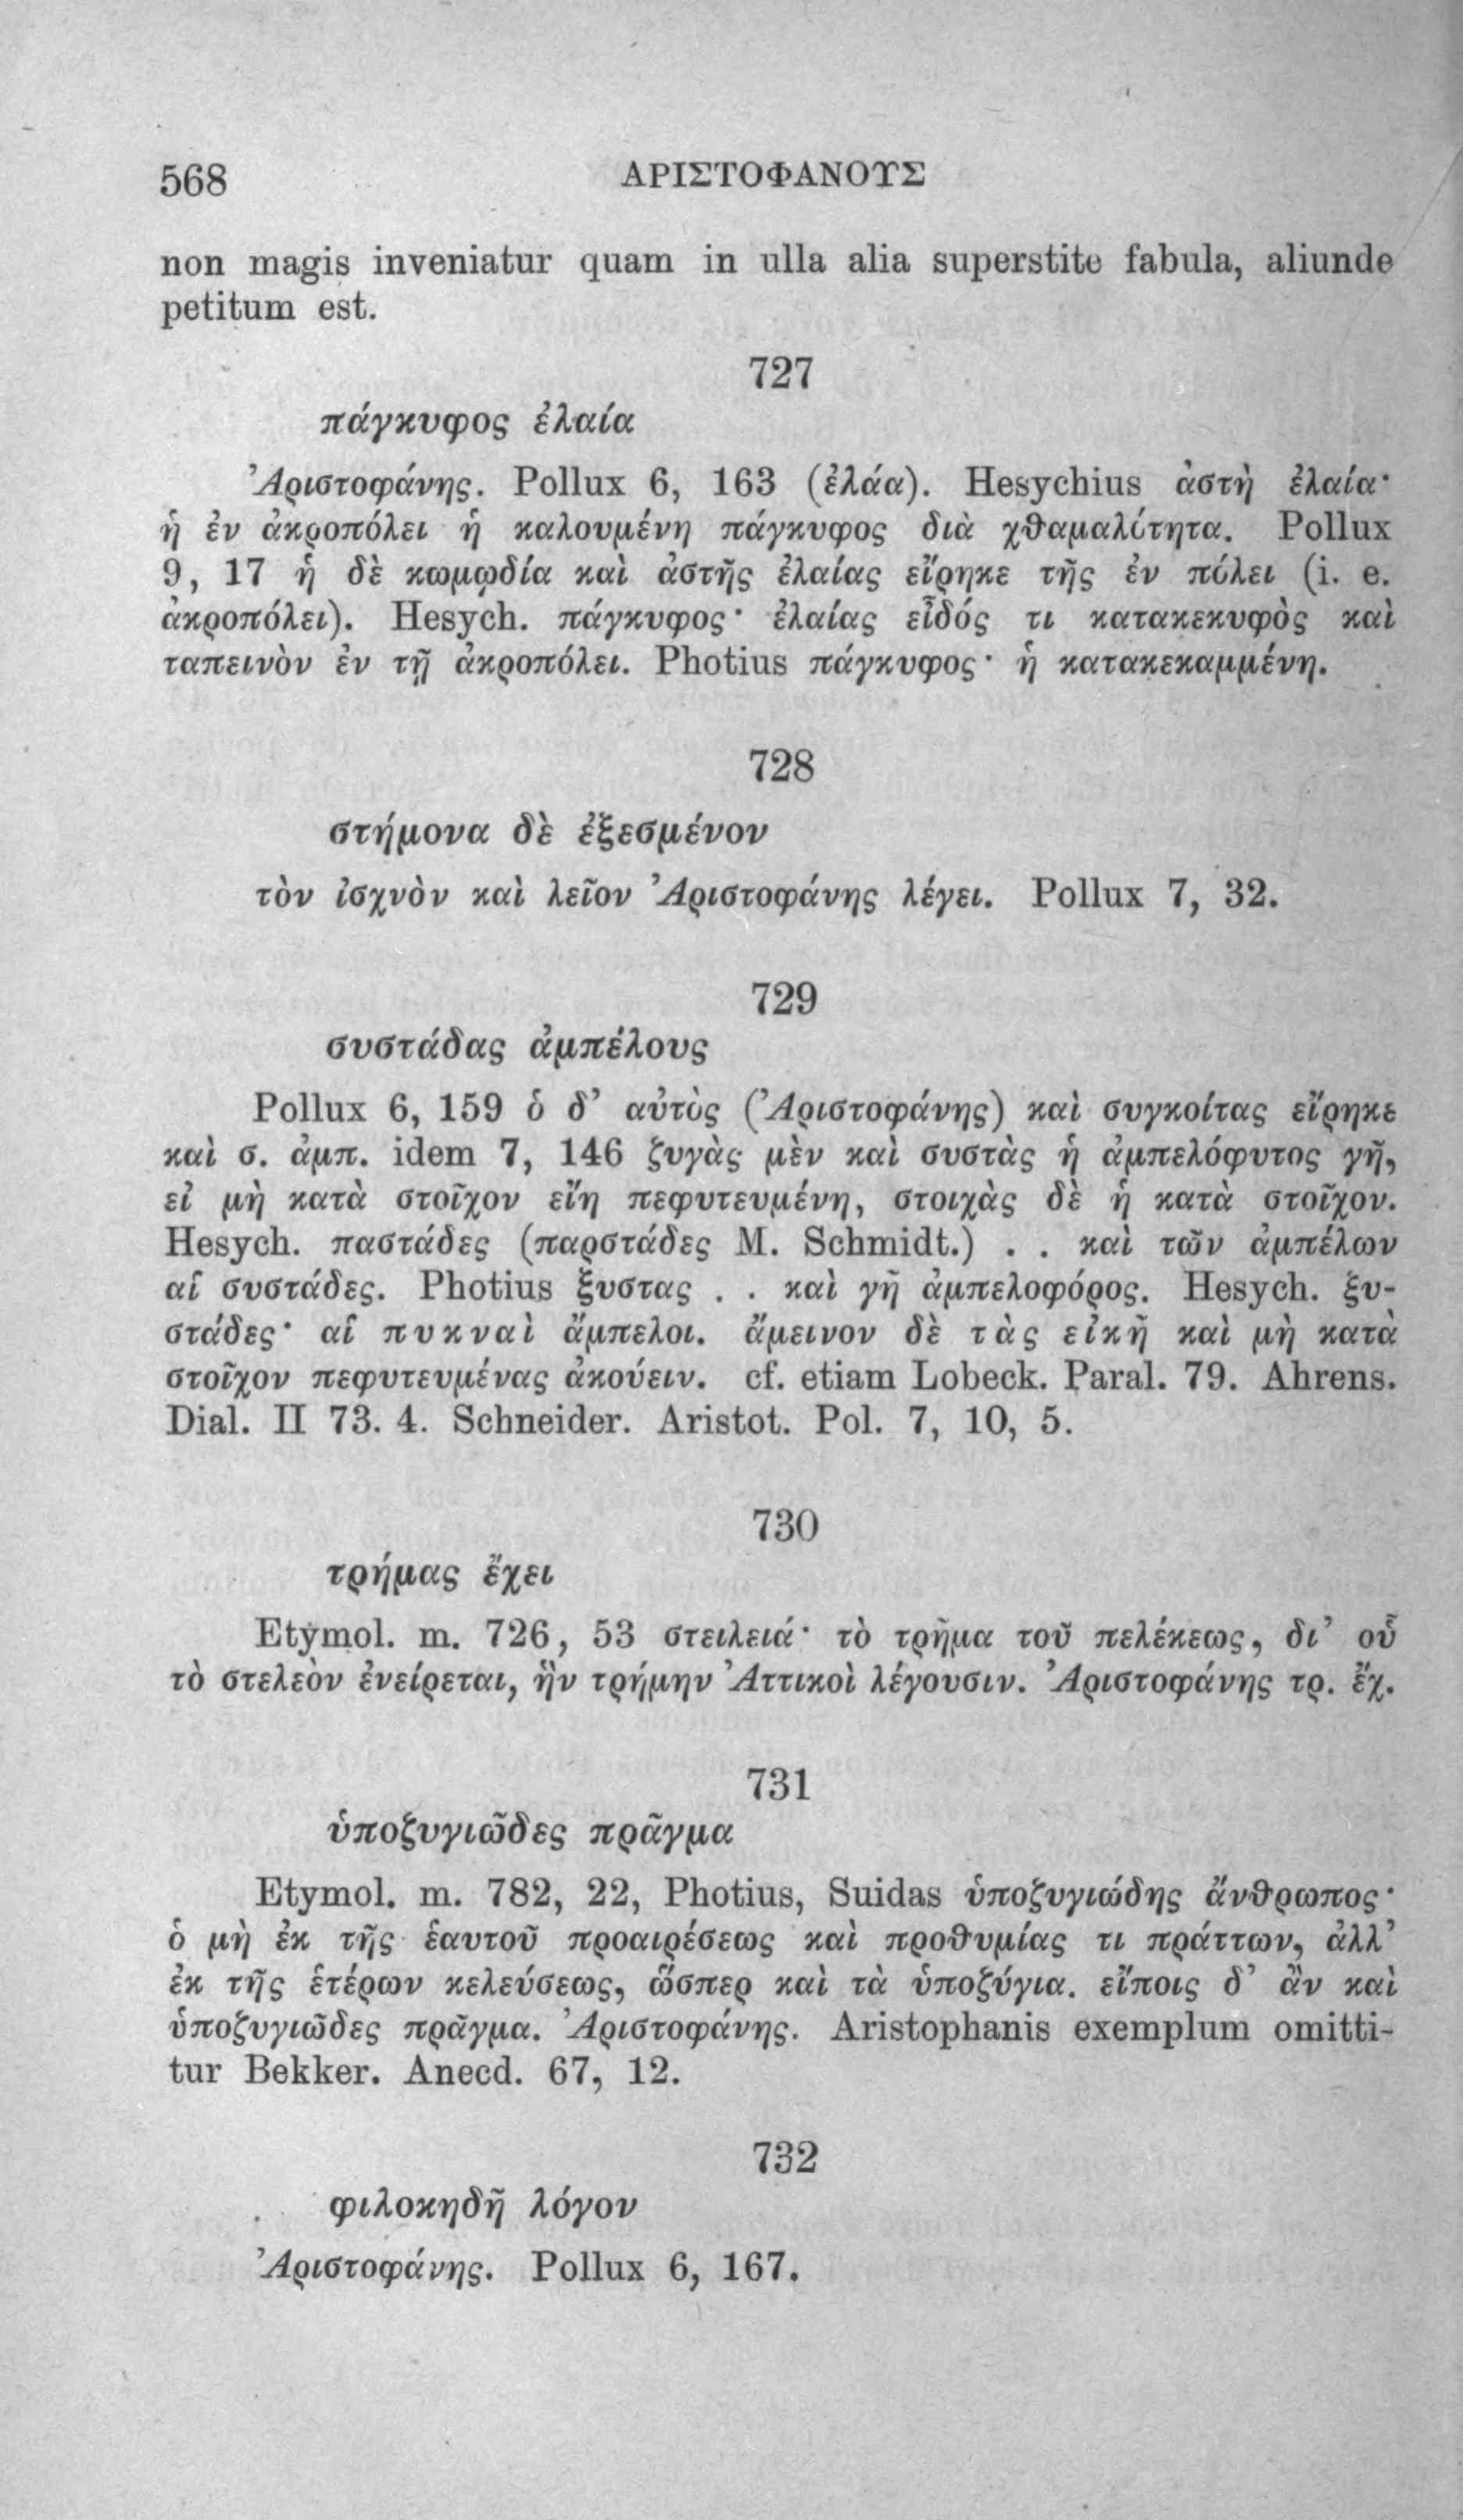 568 ΑΡΙΣΤΟΦΑΝΟΥΣ
non magis inveniatur quam in ulla alia superstite fabula, aliunde
petitum est.
727
πάγκυφος ἐλαία
Ἀριστοφάνης. Pollux 6, 163 (ἐλάα). Hesychius ἀστὴ ἐλαία·
ἡ ἐν ἀκροπόλει ἡ καλουμένη πάγκυφος διὰ χθαμαλότητα. Pollux
9, 17 ἡ δὲ κωμῳδία καὶ ἀστῆς ἐλαίας εἴρηκε τῆς ἐν πόλει (i. e.
ἀκροπόλει). Hesych. πάγκυφος· ἐλαίας εἶδός τι κατακεκυφὸς καὶ
ταπεινὸν ἐν τῇ ἀκροπόλει. Photius πάγκυφος· ἡ κατακεκαμμένη.
728
στήμονα δὲ ἐξεσμένον
τὸν ἰσχνὸν καὶ λεῖον Ἀριστοφάνης λέγει. Pollux 7, 32.
729
συστάδας ἀμπέλους
Pollux 6, 159 ὁ δ’ αὐτὸς (Ἀριστοφάνης) καὶ συγκοίτας εἴρηκε
καὶ σ. ἀμπ. idem 7, 146 ζυγὰς μὲν καὶ συστὰς ἡ ἀμπελόφυτος γῆ,
εἰ μὴ κατὰ στοῖχον εἴη πεφυτευμένη, στοιχὰς δὲ ἡ κατὰ στοῖχον.
Hesych. παστάδες (παρστάδες M. Schmidt.) . . καὶ τῶν ἀμπέλων
αἱ συστάδες. Photius ξυστας . . καὶ γῆ ἀμπελοφόρος. Hesych. ξυ-
στάδες· αἱ πυκναὶ ἄμπελοι. ἄμεινον δὲ τὰς εἰκῇ καὶ μὴ κατὰ
στοῖχον πεφυτευμένας ἀκούειν. cf. etiam Lobeck. Paral. 79. Ahrens.
Dial. II 73. 4. Schneider. Aristot. Pol. 7, 10, 5.
730
τρήμας ἔχει
Etymol. m. 726, 53 στειλειά· τὸ τρῆμα τοῦ πελέκεως, δι’ οὗ
τὸ στελεὸν ἐνείρεται, ἣν τρήμην Ἀττικοὶ λέγουσιν. Ἀριστοφάνης τρ. ἔχ.
731
ὑποζυγιῶδες πρᾶγμα
Etymol. m. 782, 22, Photius, Suidas ὑποζυγιώδης ἄνθρωπος·
ὁ μὴ ἐκ τῆς ἑαυτοῦ προαιρέσεως καὶ προθυμίας τι πράττων, ἀλλ’
ἐκ τῆς ἑτέρων κελεύσεως, ὥσπερ καὶ τὰ ὑποζύγια. εἴποις δ’ ἂν καὶ
ὑποζυγιῶδες πρᾶγμα. Ἀριστοφάνης. Aristophanis exemplum omitti-
tur Bekker. Anecd. 67, 12.
732
φιλοκηδῆ λόγον
Ἀριστοφάνης. Pollux 6, 167.